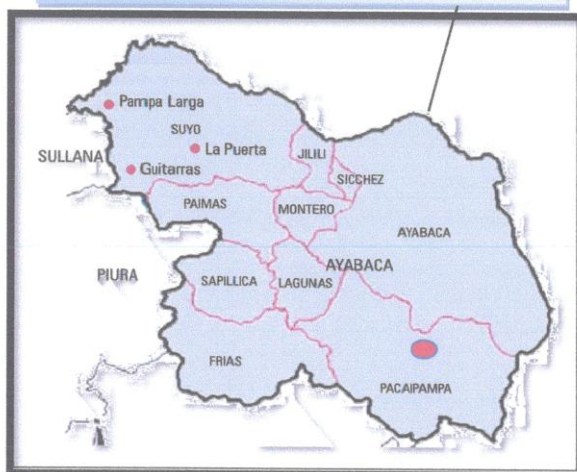 Pampa Larga
SUYO
SULLANA
La Puerta
JILILI
Guitarras
SICCHEZ
PAIMAS
MONTERO
AYABACA
AYABACA
PIURA
SAPILLICA
LAGUNAS
FRIAS
PACAIPAMPA